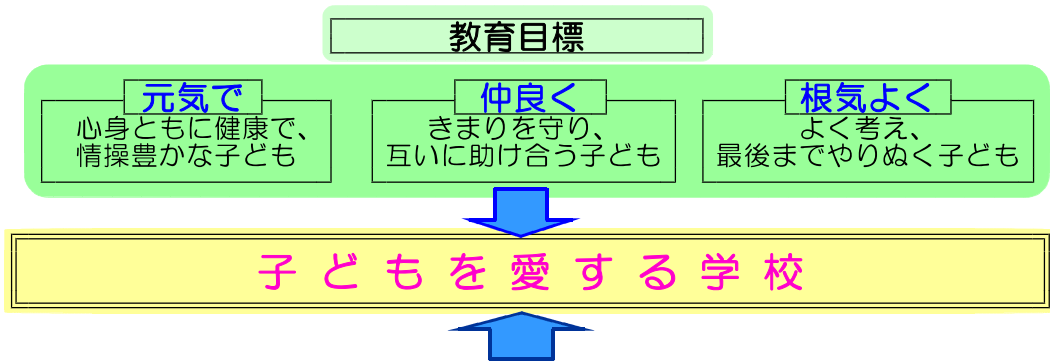 教育目標
元気で
心身ともに健康で、
情操豊かな子ども
仲良く
きまりを守り、
互いに助け合う子ども
根気よく
よく考え、
最後までやりぬく子ども
子どもを愛する学校